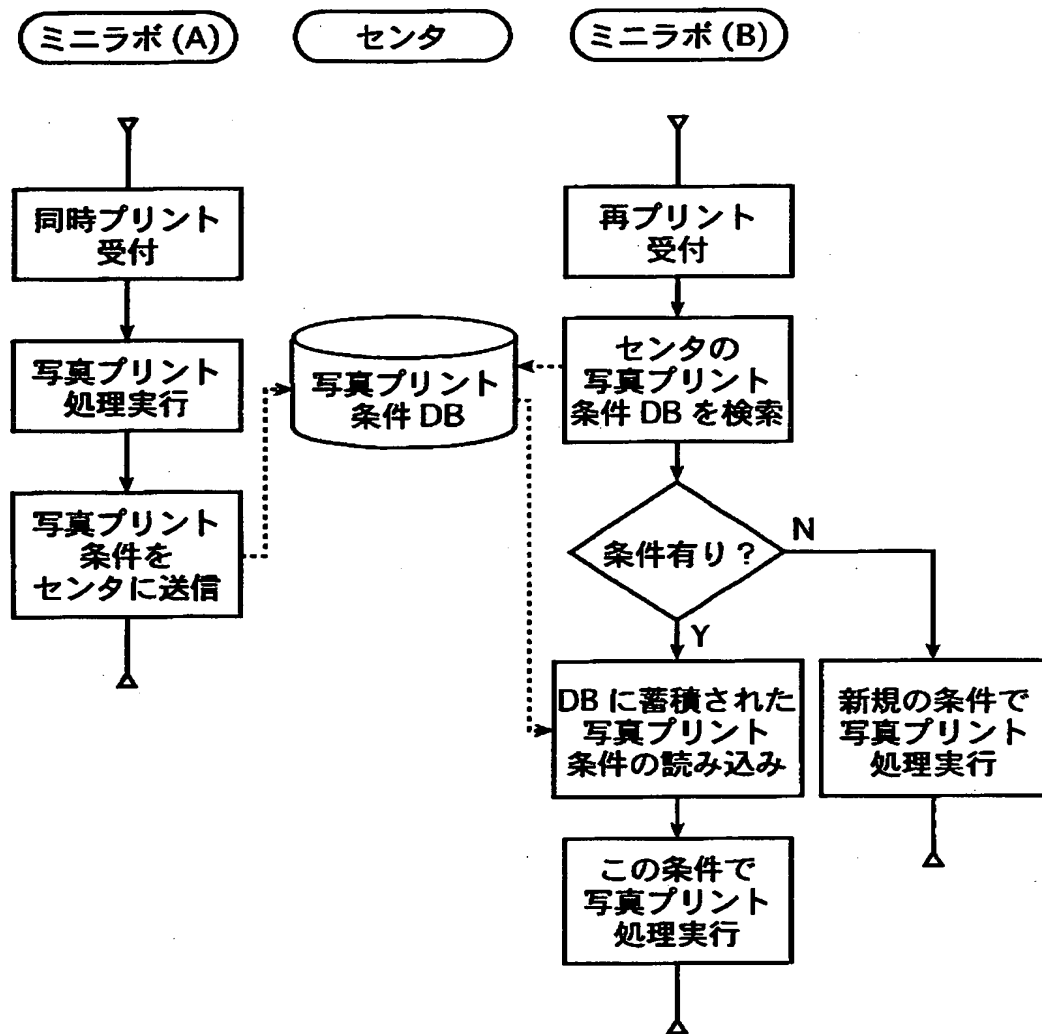 ミニラボ (A)
センタ
ミニラボ (B)
同時プリント
受付
写真プリント
処理実行
写真プリント
条件を
センタに送信
写真プリント
条件 DB
再プリント
受付
センタの
写真プリント
条件 DB を検索
条件有り？
N
Y
DB に蓄積された
写真プリント
条件の読み込み
新規の条件で
写真プリント
処理実行
この条件で
写真プリント
処理実行